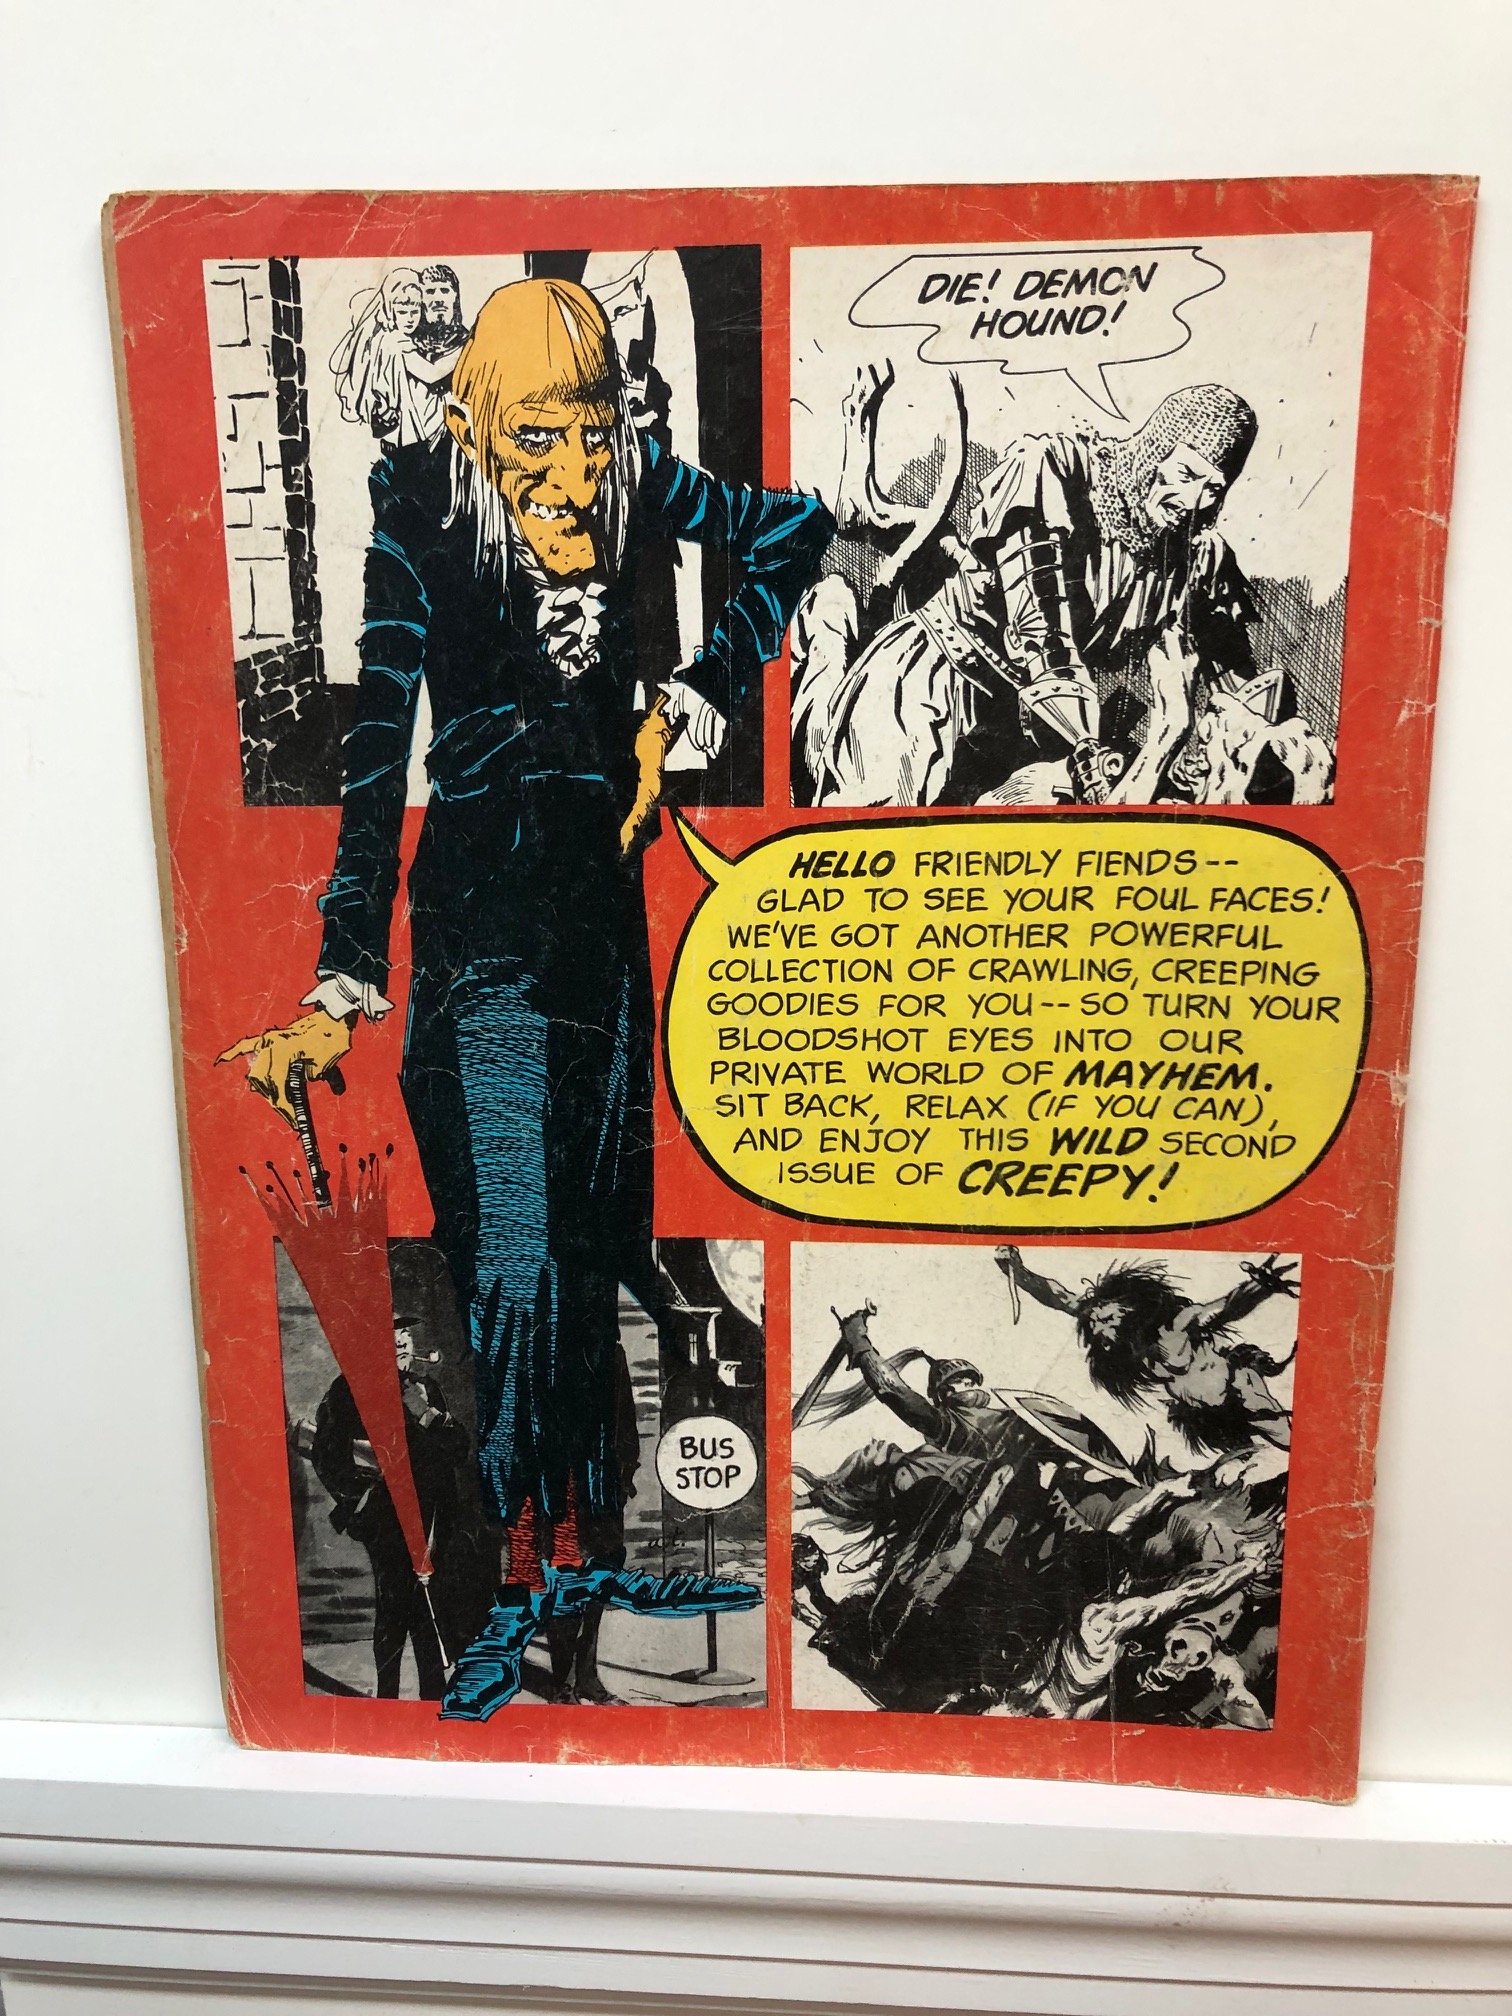 DIE! DEMON
HOUND!
HELLO FRIENDLY FIENDS--
GLAD TO SEE YOUR FOUL FACES!
WE'VE GOT ANOTHER POWERFUL
COLLECTION OF CRAWLING, CREEPING
GOODIES FOR YOU--SO TURN YOUR
BLOODSHOT EYES INTO OUR
PRIVATE WORLD OF MAYHEM.
SIT BACK, RELAX (IF YOU CAN),
AND ENJOY THIS WILD SECOND
ISSUE OF CREEPY!
BUS
STOP